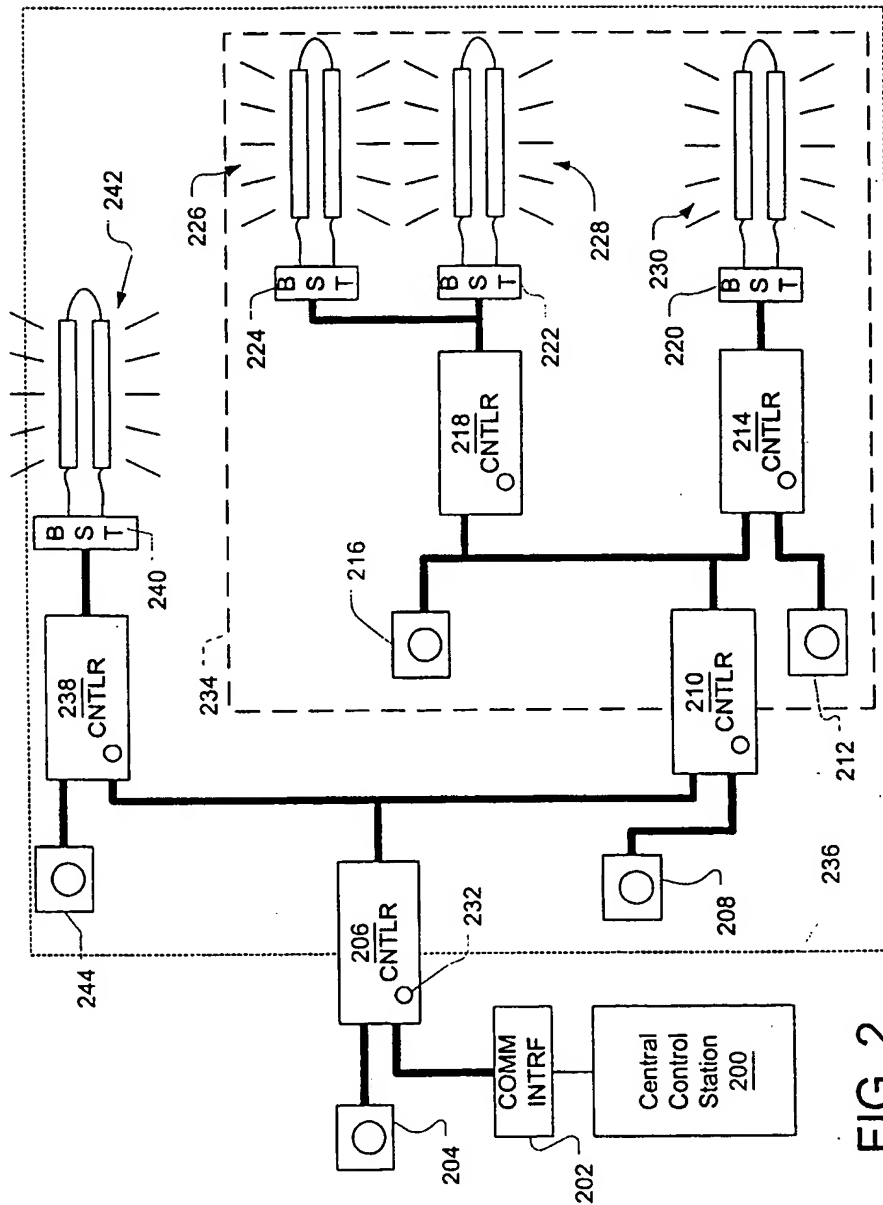 242
226
B
S
T
224
228
B
S
T
222
230
B
S
T
220
B
S
T
240
218
CNTLR
214
CNTLR
216
238
CNTLR
234
210
CNTLR
212
244
206
CNTLR
232
208
236
204
COMM
INTRF
202
Central
Control
Station
200
FIG 2